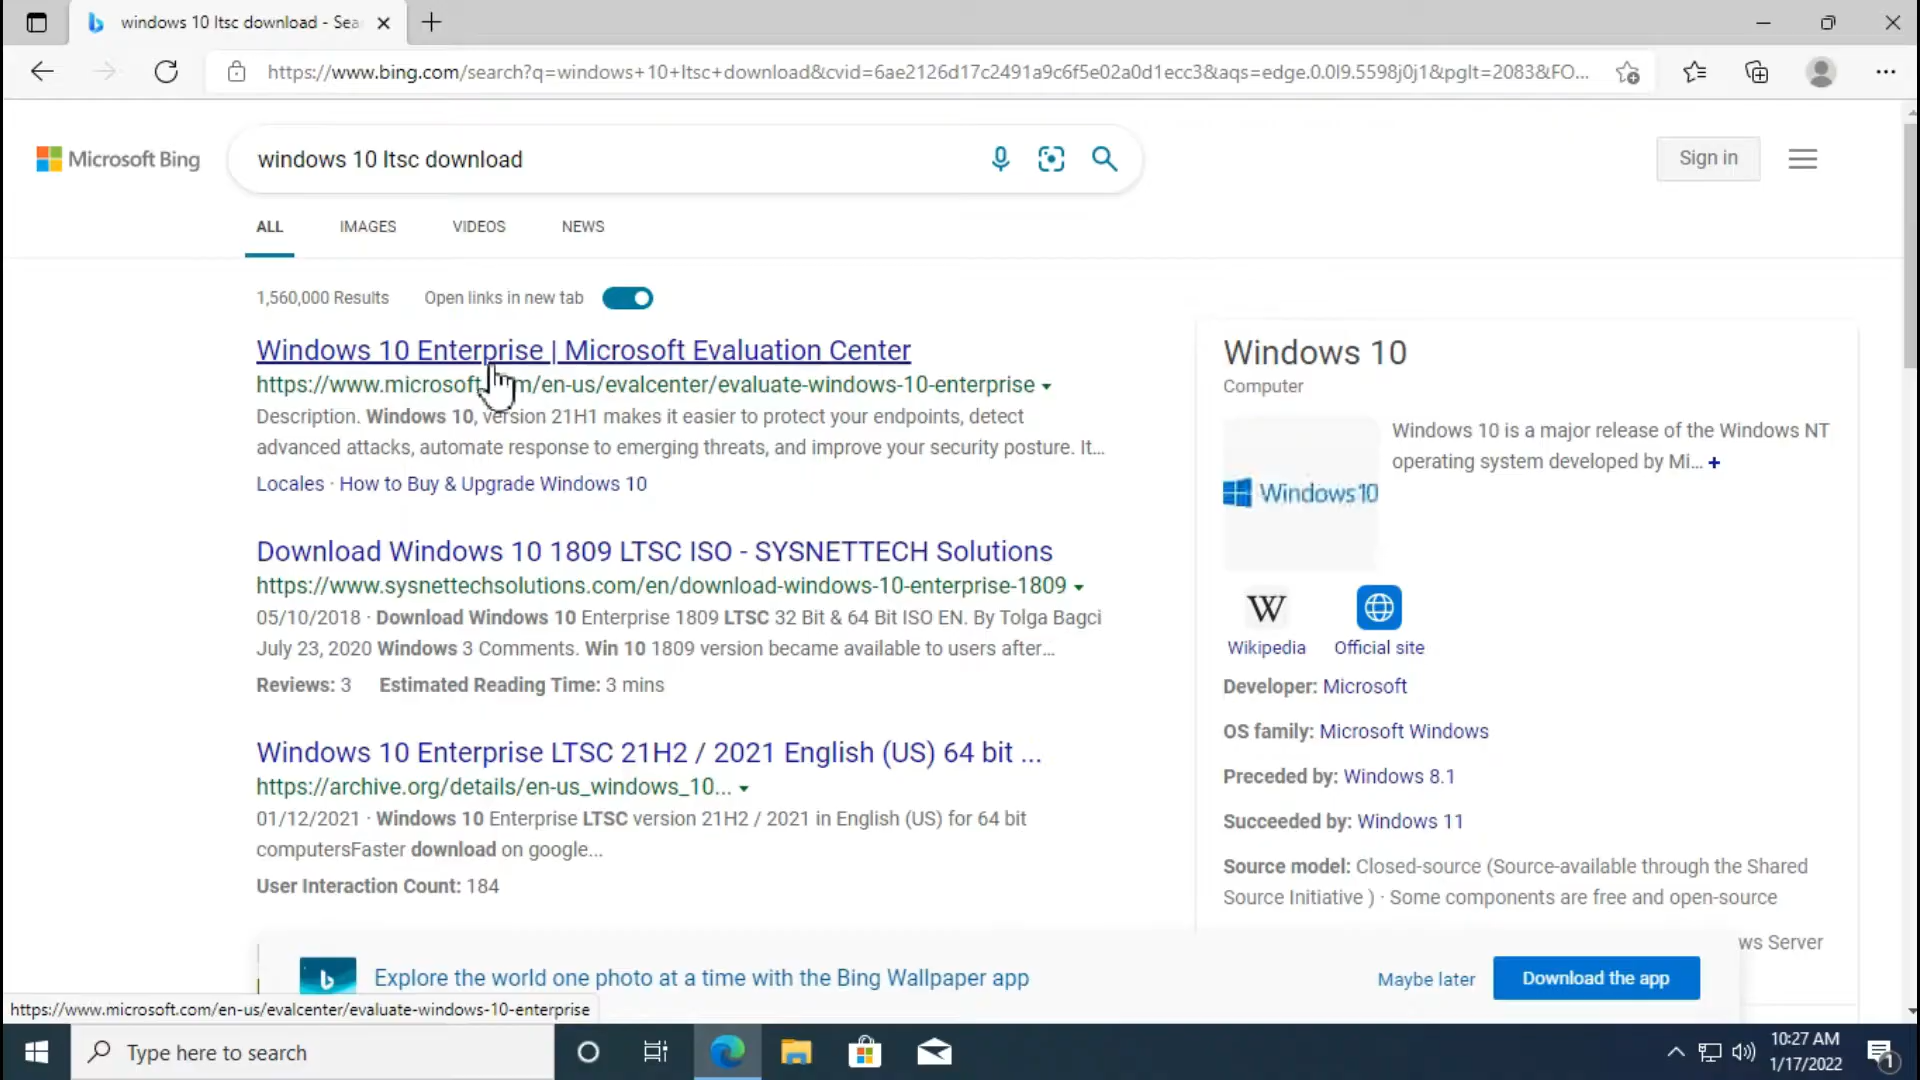 windows 10 ltsc download - Sea
https://www.bing.com/search?q=windows+10+ltsc+download&cvid=6ae2126d17c2491a9c6f5e02a0d1ecc3&aqs=edge.0.0l9.5598j0j1&pglt=2083&FO...
Microsoft Bing
windows 10 ltsc download
Sign in
ALL IMAGES VIDEOS NEWS
1,560,000 Results Open links in new tab
Windows 10 Enterprise | Microsoft Evaluation Center
https://www.microsoft. m/en-us/evalcenter/evaluate-windows-10-enterprise
Description. Windows 10, version 21H1 makes it easier to protect your endpoints, detect
advanced attacks, automate response to emerging threats, and improve your security posture. It...
Locales · How to Buy & Upgrade Windows 10
Download Windows 10 1809 LTSC ISO - SYSNETTECH Solutions
https://www.sysnettechsolutions.com/en/download-windows-10-enterprise-1809
05/10/2018 · Download Windows 10 Enterprise 1809 LTSC 32 Bit & 64 Bit ISO EN. By Tolga Bagci
July 23, 2020 Windows 3 Comments. Win 10 1809 version became available to users after...
Reviews: 3 Estimated Reading Time: 3 mins
Windows 10 Enterprise LTSC 21H2 / 2021 English (US) 64 bit ...
https://archive.org/details/en-us_windows_10...
01/12/2021 · Windows 10 Enterprise LTSC version 21H2 / 2021 in English (US) for 64 bit
computersFaster download on google...
User Interaction Count: 184
Windows 10
Computer
Windows 10 is a major release of the Windows NT
operating system developed by Mi... +
Windows10
W
Wikipedia Official site
Developer: Microsoft
OS family: Microsoft Windows
Preceded by: Windows 8.1
Succeeded by: Windows 11
Source model: Closed-source (Source-available through the Shared
Source Initiative ) · Some components are free and open-source
ws Server
Explore the world one photo at a time with the Bing Wallpaper app
Maybe later
Download the app
https://www.microsoft.com/en-us/evalcenter/evaluate-windows-10-enterprise
Type here to search
10:27 AM
1/17/2022
1